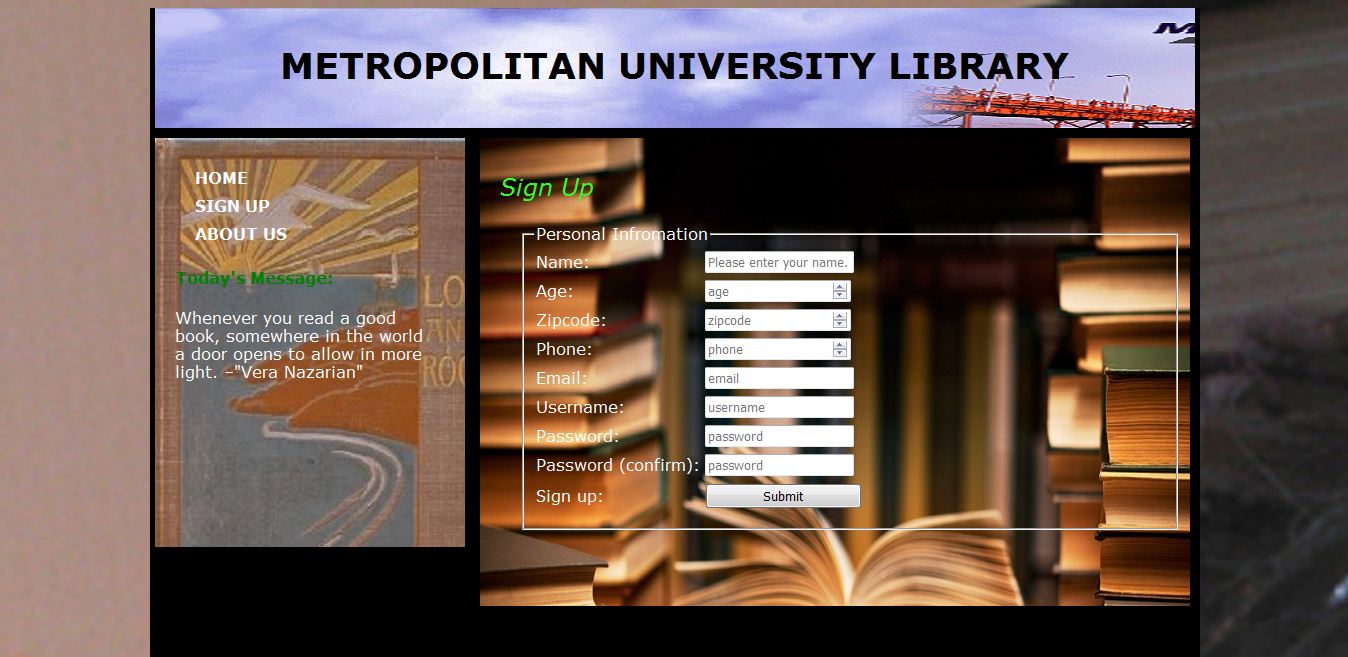 METROPOLITAN UNIVERSITY LIBRARY
HOME
SIGN UP
ABOUT US
Today's Message:
Whenever you read a good
book, somewhere in the world
a door opens to allow in more
light. –"Vera Nazarian"
Sign Up
Personal Infromation
Name: Please enter your name.
Age: age
Zipcode: zipcode
Phone: phone
Email: email
Username: username
Password: password
Password (confirm): password
Sign up: Submit